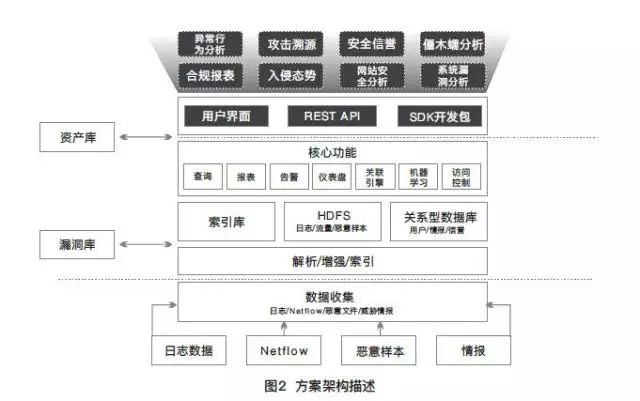 异常行
为分析
攻击溯源
安全信誉
僵木蠕分析
合规报表
入侵态势
网站安
全分析
系统漏
洞分析
用户界面
REST API
SDK开发包
资产库
核心功能
查询
报表
告警
仪表盘
关联
引擎
机器
学习
访问
控制
漏洞库
索引库
HDFS
日志/流量/恶意样本
关系型数据库
用户/情报/信誉
解析/增强/索引
数据收集
日志/Netflow/恶意文件/威胁情报
日志数据
Netflow
恶意样本
情报
图2 方案架构描述